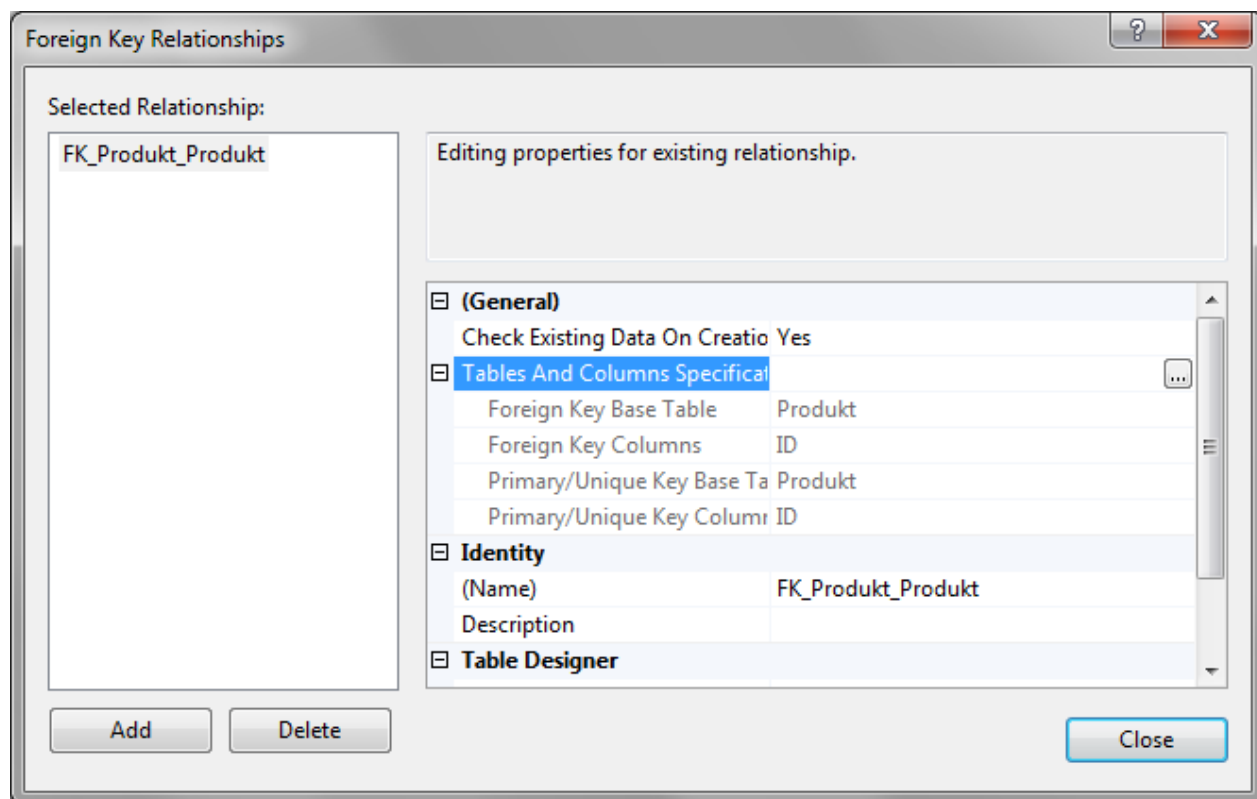 Foreign Key Relationships
Selected Relationship:
FK_Produkt_Produkt
Editing properties for existing relationship.
(General)
Check Existing Data On Creatio Yes
Tables And Columns Specificat ...
Foreign Key Base Table Produkt
Foreign Key Columns ID
Primary/Unique Key Base Ta Produkt
Primary/Unique Key Column ID
Identity
(Name) FK_Produkt_Produkt
Description
Table Designer
Add Delete
Close